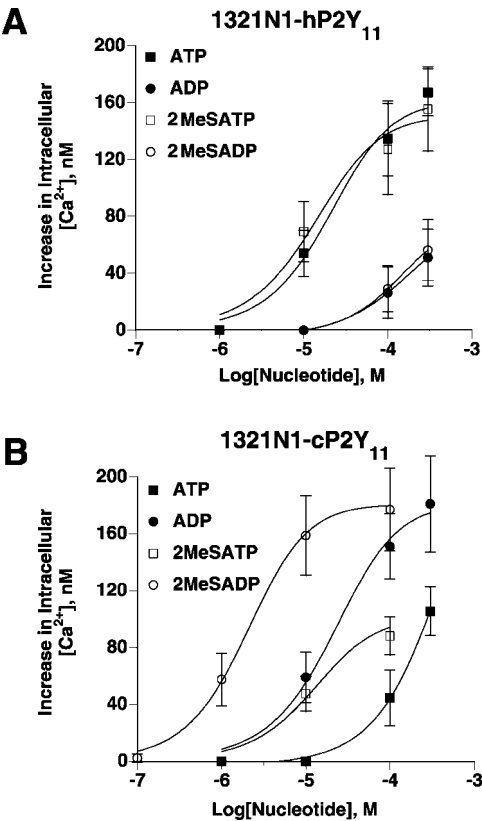 A
1321N1-hP2Y11
ATP
ADP
2MeSATP
2MeSADP
Increase in Intracellular
[Ca2+], nM
200
160
120
80
40
0
-7 -6 -5 -4 -3
Log[Nucleotide], M
B
1321N1-cP2Y11
ATP
ADP
2MeSATP
2MeSADP
Increase in Intracellular
[Ca2+], nM
200
160
120
80
40
0
-7 -6 -5 -4 -3
Log[Nucleotide], M